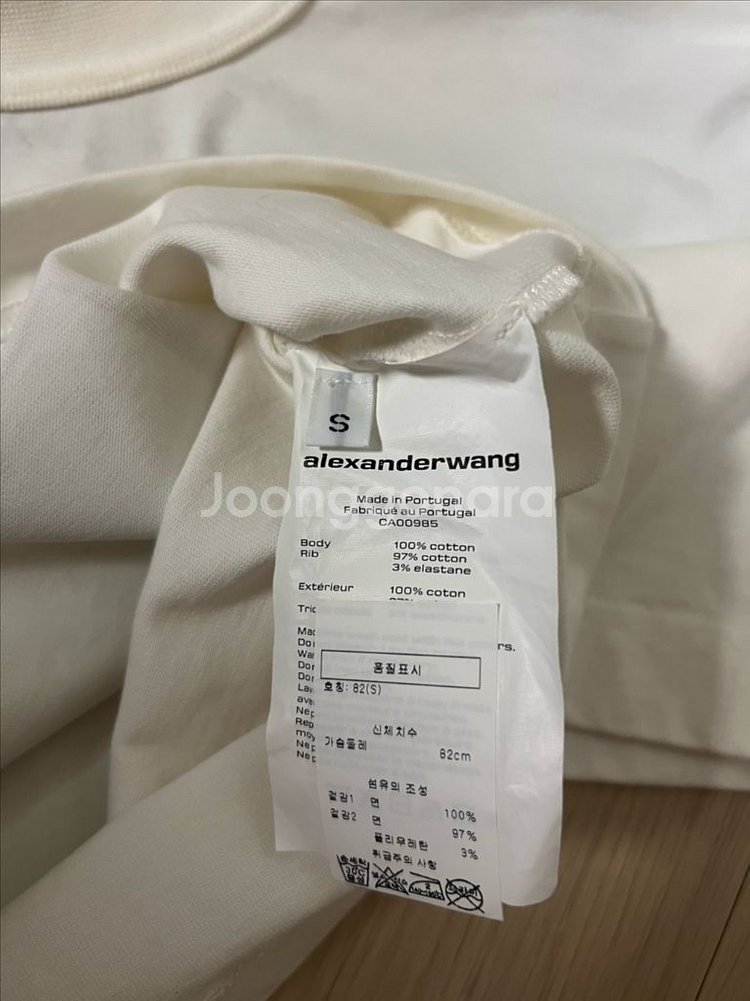 S
alexanderwang
Joonggonara
Made in Portugal
Fabriqué au Portugal
CA00985
Body 100% cotton
Rib 97% cotton
3% elastane
Extérieur 100% coton
품질표시
호칭: 82(S)
신체치수
가슴둘레 82cm
섬유의 조성
겉감1 면 100%
겉감2 면 97%
폴리우레탄 3%
취급주의 사항